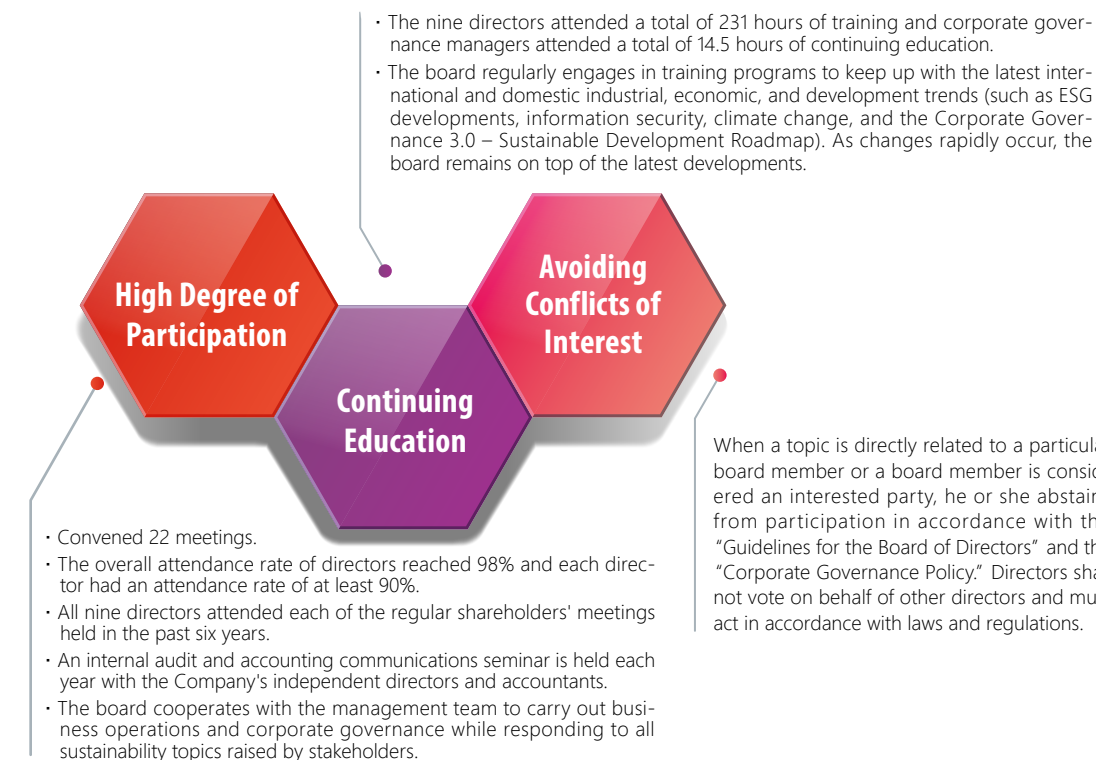 · The nine directors attended a total of 231 hours of training and corporate gover-
nance managers attended a total of 14.5 hours of continuing education.
· The board regularly engages in training programs to keep up with the latest inter-
national and domestic industrial, economic, and development trends (such as ESG
developments, information security, climate change, and the Corporate Gover-
nance 3.0 – Sustainable Development Roadmap). As changes rapidly occur, the
board remains on top of the latest developments.
High Degree of
Participation
Continuing
Education
Avoiding
Conflicts of
Interest
· Convened 22 meetings.
· The overall attendance rate of directors reached 98% and each direc-
tor had an attendance rate of at least 90%.
· All nine directors attended each of the regular shareholders' meetings
held in the past six years.
· An internal audit and accounting communications seminar is held each
year with the Company's independent directors and accountants.
· The board cooperates with the management team to carry out busi-
ness operations and corporate governance while responding to all
sustainability topics raised by stakeholders.
When a topic is directly related to a particula
board member or a board member is consid
ered an interested party, he or she abstain
from participation in accordance with th
"Guidelines for the Board of Directors" and th
"Corporate Governance Policy." Directors sha
not vote on behalf of other directors and mu
act in accordance with laws and regulations.